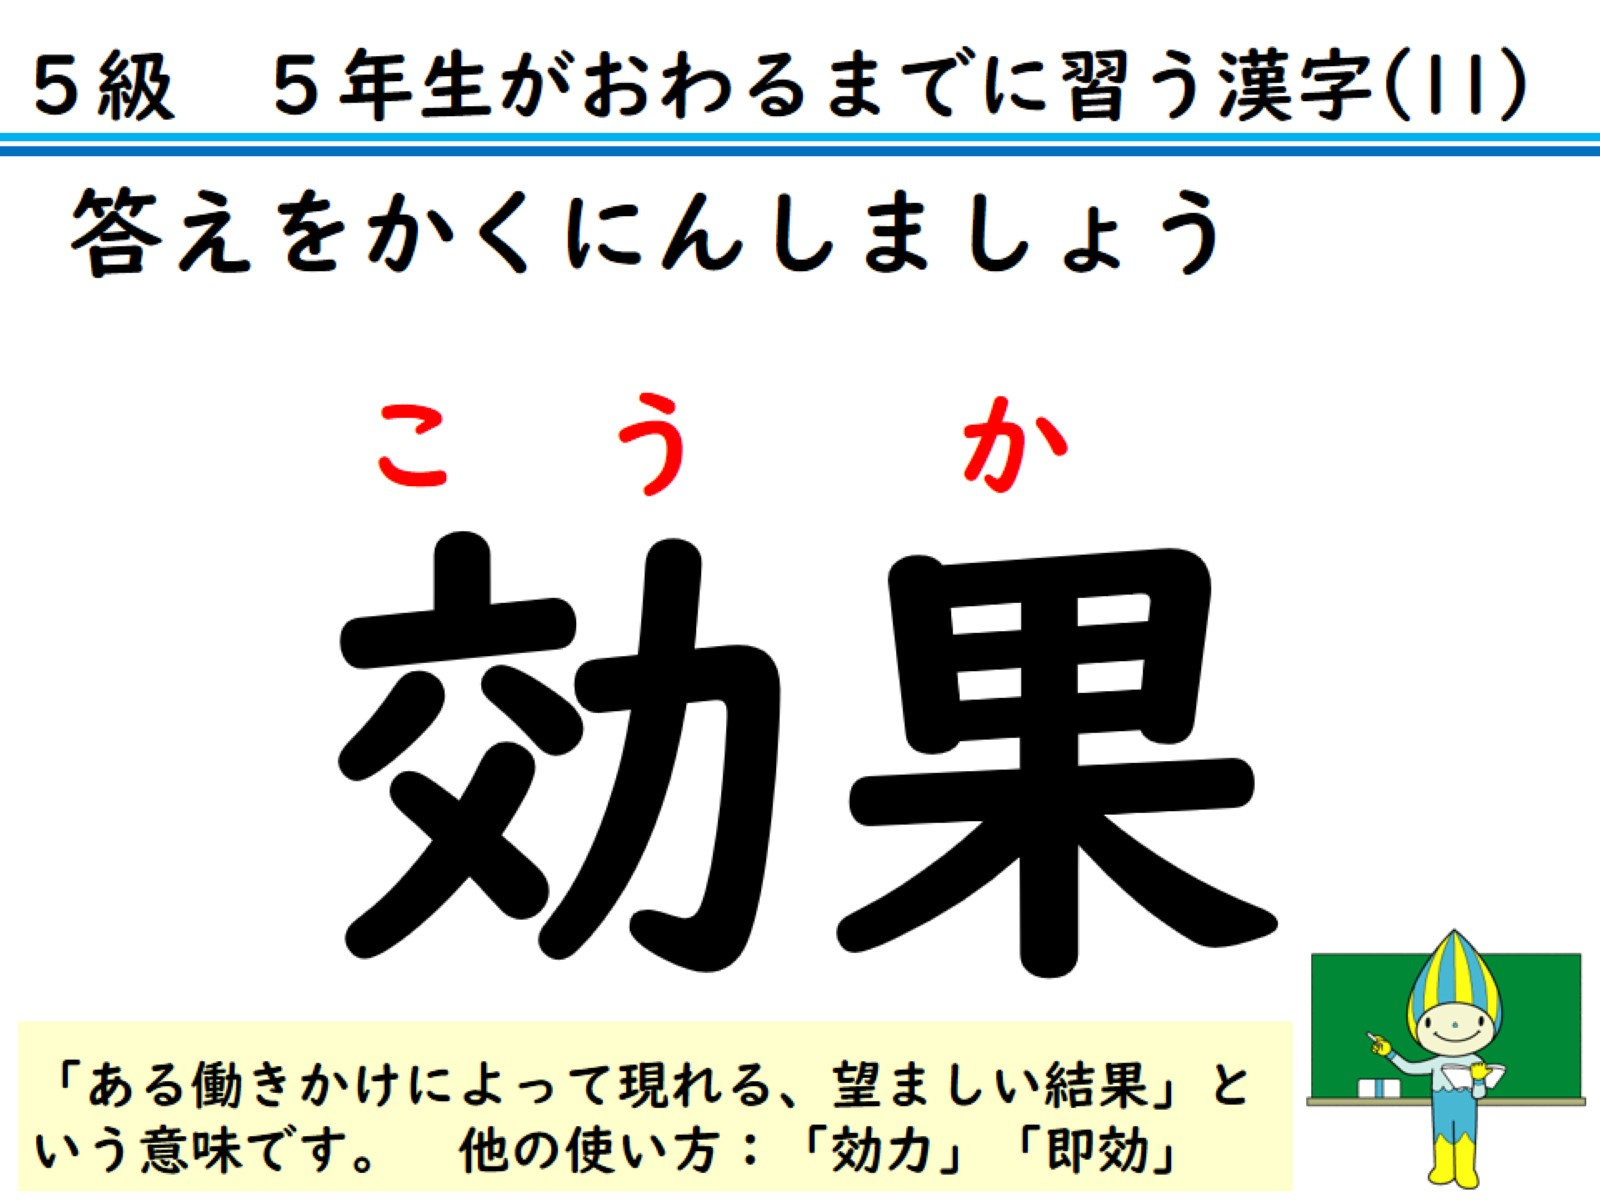 ５級　５年生がおわるまでに習う漢字(11)
答えをかくにんしましょう
こう　か
効果
「ある働きかけによって現れる、望ましい結果」と
いう意味です。　他の使い方：「効力」「即効」